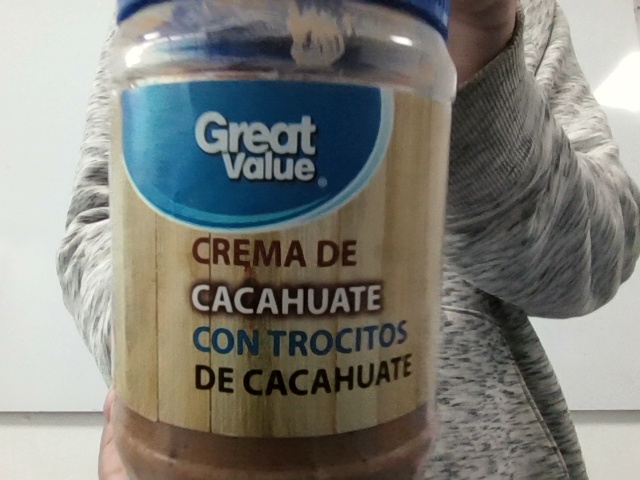 Great
Value®
CREMA DE
CACAHUATE
CON TROCITOS
DE CACAHUATE